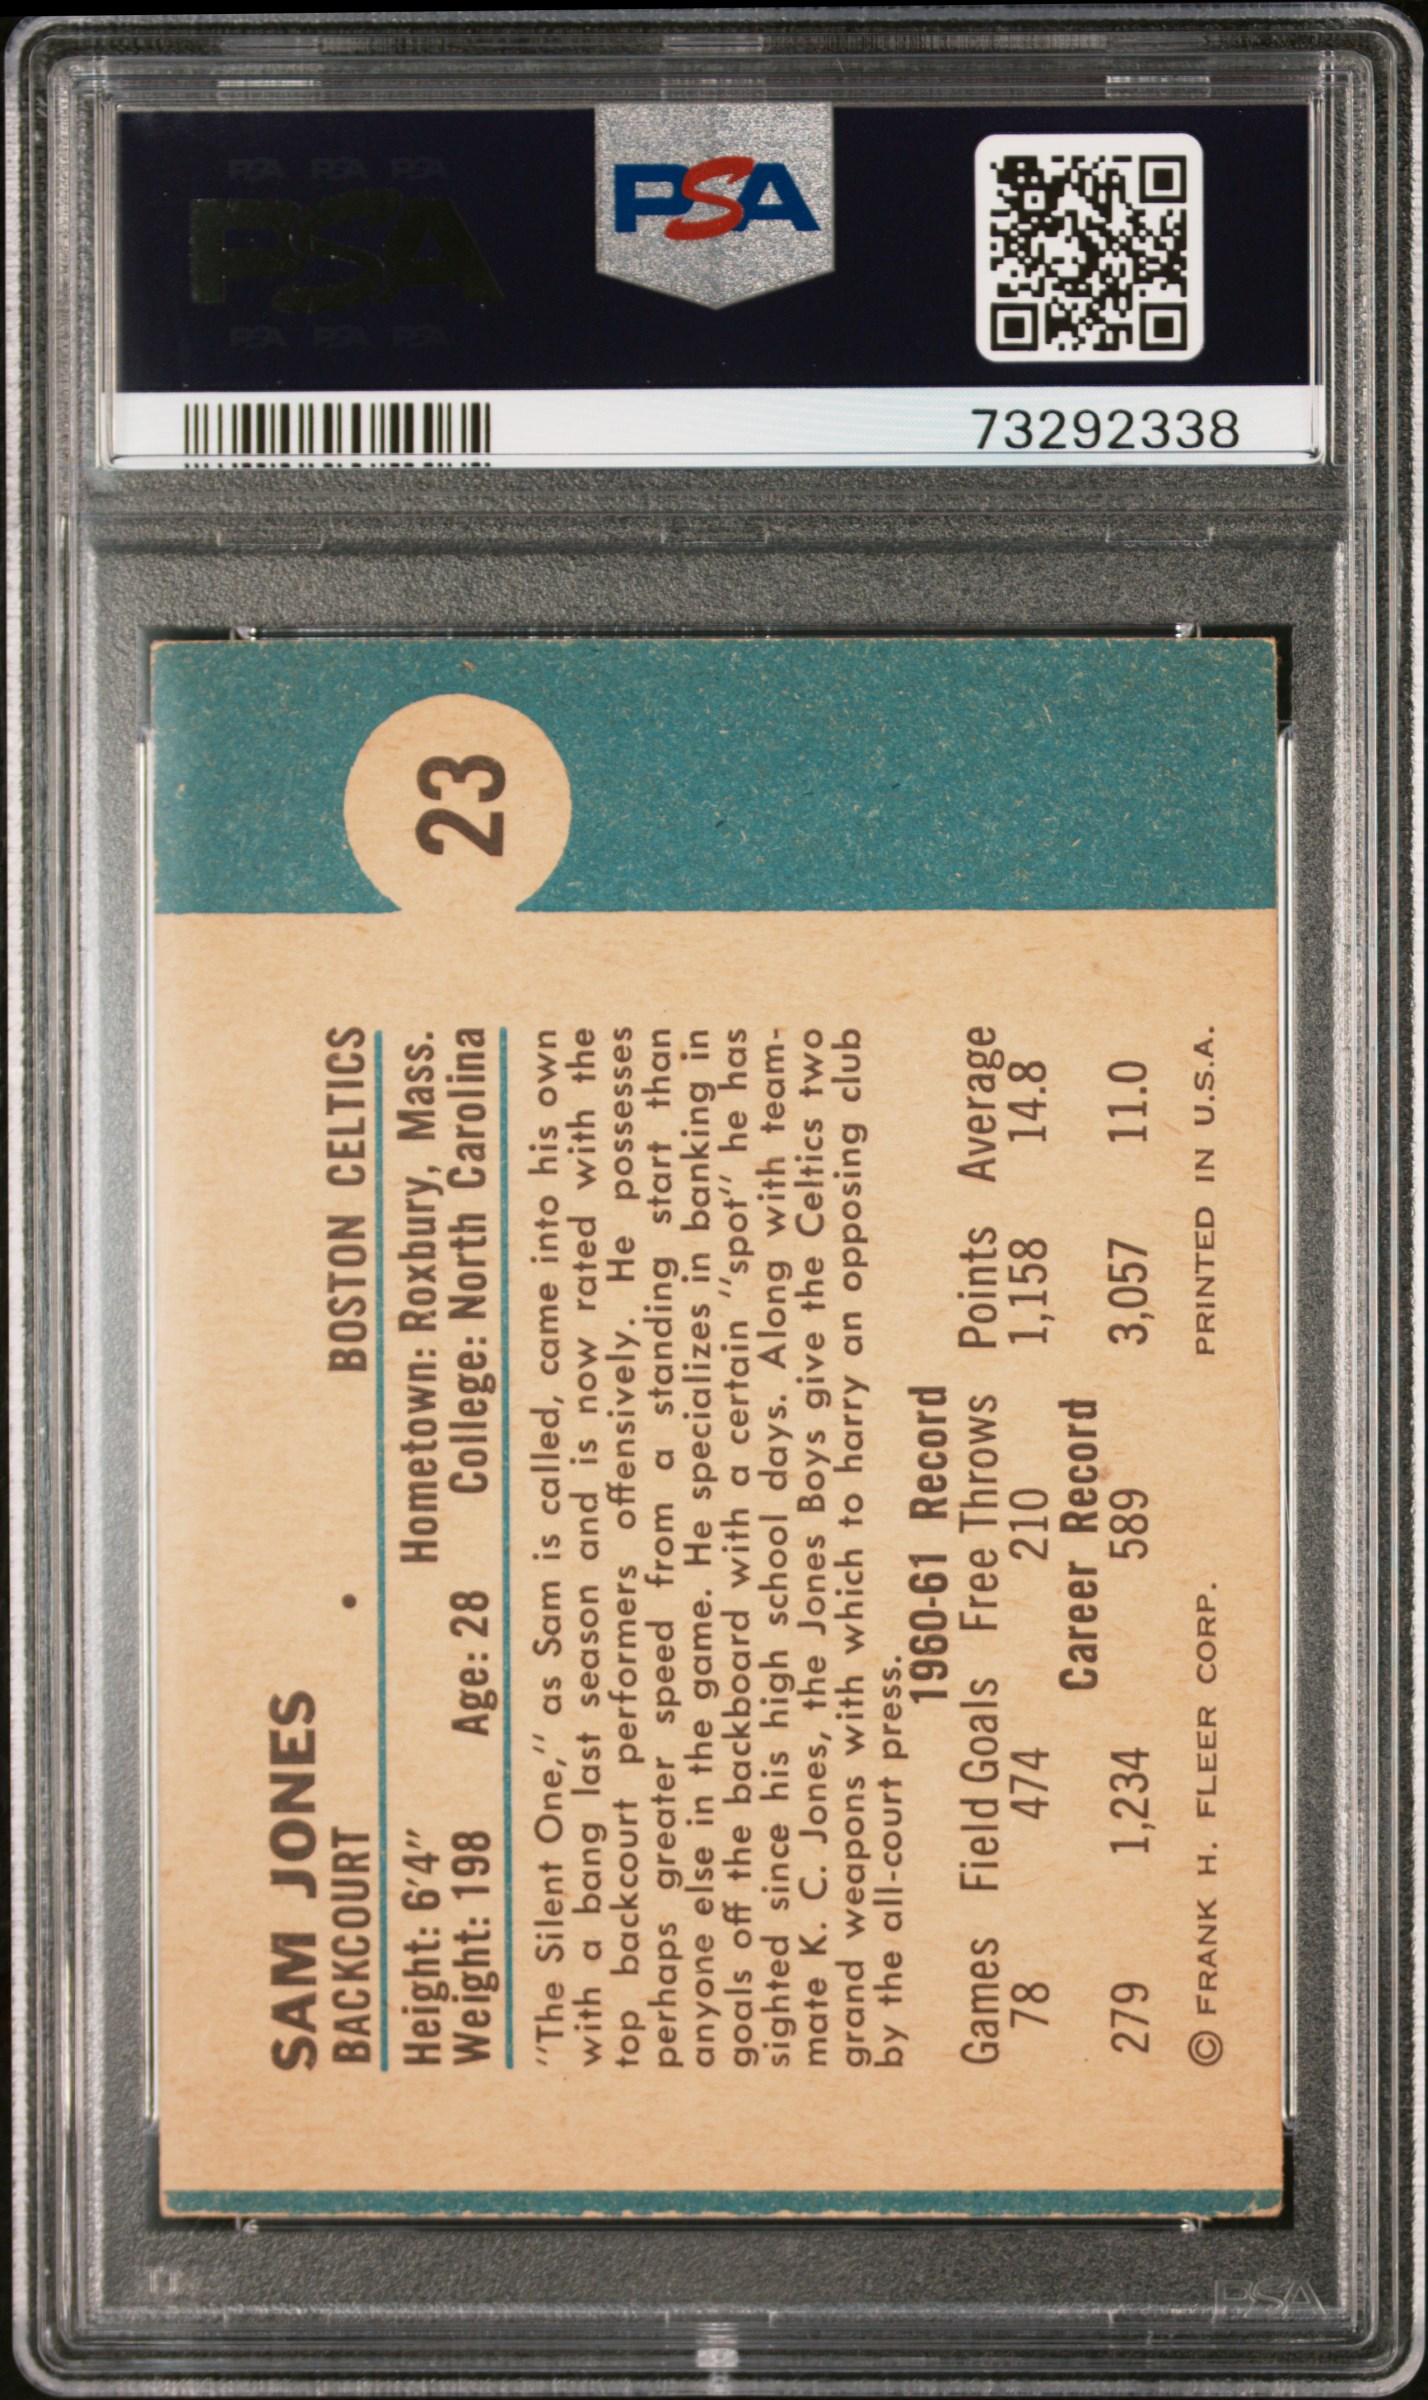 PSA PSA PSA
PSA
PSA PSA PSA
PSA
73292338
23
SAM JONES
BACKCOURT • BOSTON CELTICS
Height: 6'4" Hometown: Roxbury, Mass.
Weight: 198 Age: 28 College: North Carolina
"The Silent One," as Sam is called, came into his own
with a bang last season and is now rated with the
top backcourt performers offensively. He possesses
perhaps greater speed from a standing start than
anyone else in the game. He specializes in banking in
goals off the backboard with a certain "spot" he has
sighted since his high school days. Along with team-
mate K. C. Jones, the Jones Boys give the Celtics two
grand weapons with which to harry an opposing club
by the all-court press.
1960-61 Record
Games Field Goals Free Throws Points Average
78 474 210 1,158 14.8
Career Record
279 1,234 589 3,057 11.0
© FRANK H. FLEER CORP. PRINTED IN U.S.A.
PSA